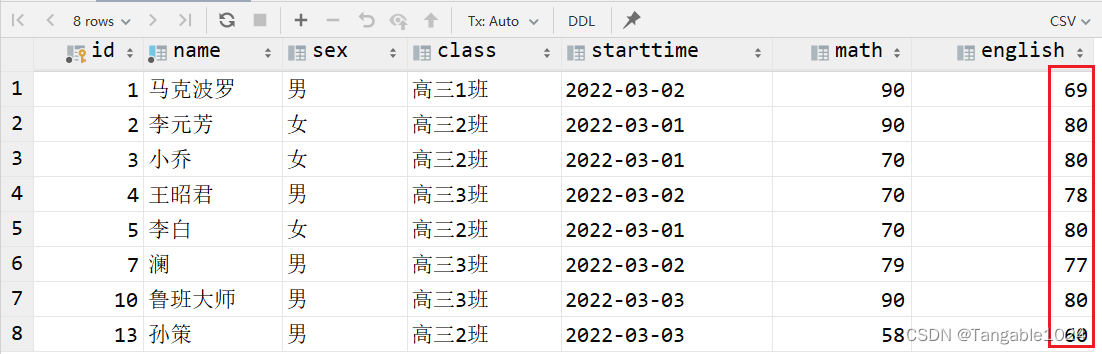 8 rows Tx: Auto DDL CSV
id name sex class starttime math english
1 1 马克波罗 男 高三1班 2022-03-02 90 69
2 2 李元芳 女 高三2班 2022-03-01 90 80
3 3 小乔 女 高三2班 2022-03-01 70 80
4 4 王昭君 男 高三3班 2022-03-02 70 78
5 5 李白 女 高三2班 2022-03-01 70 80
6 7 澜 男 高三3班 2022-03-02 79 77
7 10 鲁班大师 男 高三3班 2022-03-03 90 80
8 13 孙策 男 高三2班 2022-03-03 58 60
CSDN @Tangable1024